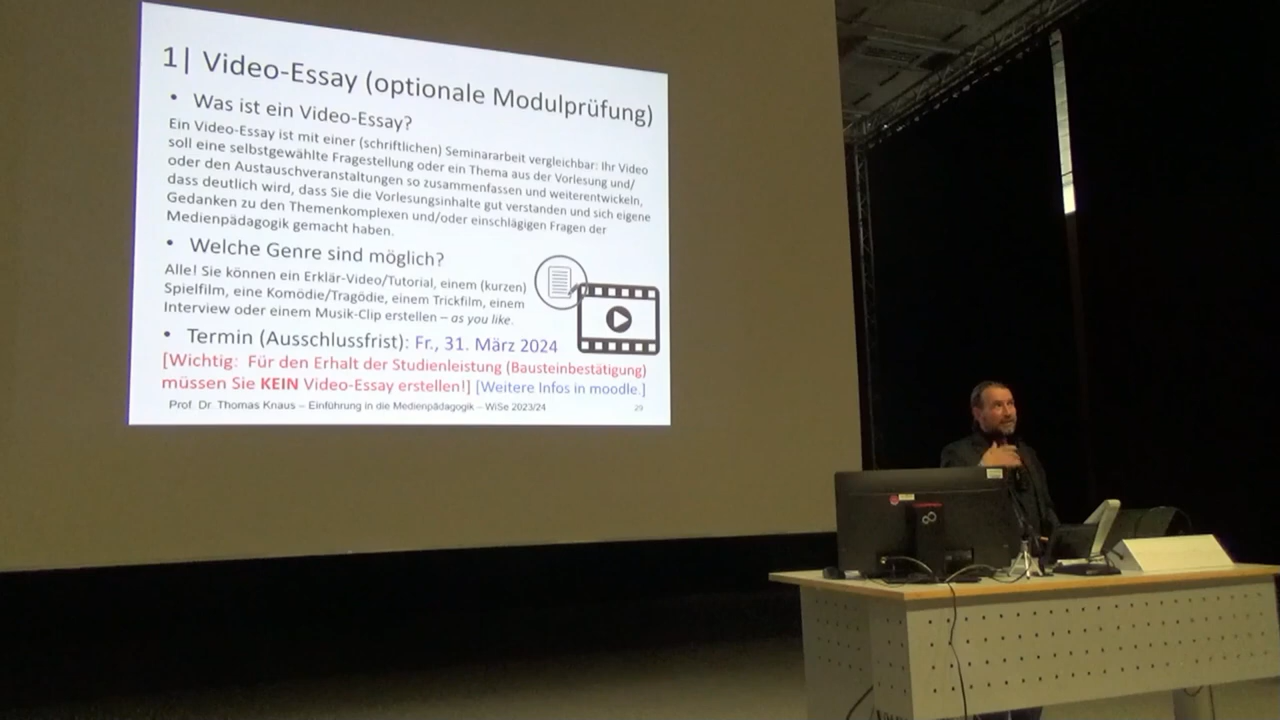 1| Video-Essay (optionale Modulprüfung)
• Was ist ein Video-Essay?
Ein Video-Essay ist mit einer (schriftlichen) Seminararbeit vergleichbar: Ihr Video
soll eine selbstgewählte Fragestellung oder ein Thema aus der Vorlesung und/
oder den Austauschveranstaltungen so zusammenfassen und weiterentwickeln,
dass deutlich wird, dass Sie die Vorlesungsinhalte gut verstanden und sich eigene
Gedanken zu den Themenkomplexen und/oder einschlägigen Fragen der
Medienpädagogik gemacht haben.
• Welche Genre sind möglich?
Alle! Sie können ein Erklär-Video/Tutorial, einem (kurzen)
Spielfilm, eine Komödie/Tragödie, einem Trickfilm, einem
Interview oder einem Musik-Clip erstellen – as you like.
• Termin (Ausschlussfrist): Fr., 31. März 2024
[Wichtig: Für den Erhalt der Studienleistung (Bausteinbestätigung)
müssen Sie KEIN Video-Essay erstellen!] [Weitere Infos in moodle.]
Prof. Dr. Thomas Knaus – Einführung in die Medienpädagogik – WiSe 2023/24
29